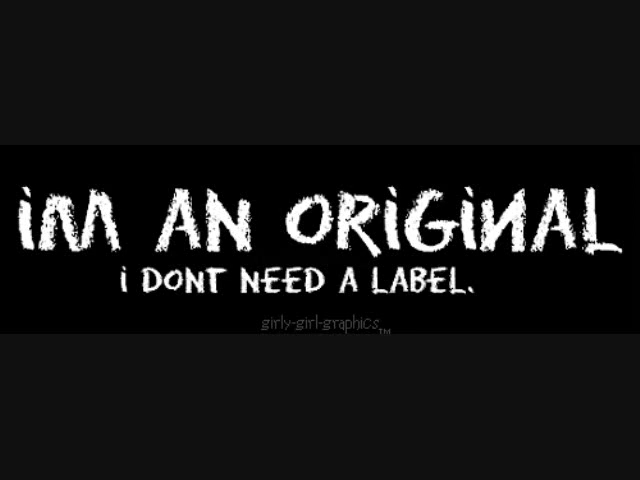 iM AN ORiGiNAL
i DONT NEED A LABEL.
girly-girl-graphics™